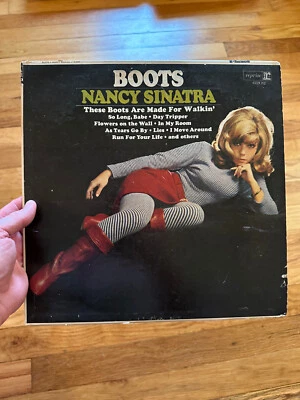 BOOTS
reprise
NANCY SINATRA
These Boots Are Made For Walkin'
So Long, Babe • Day Tripper
Flowers on the Wall • In My Room
As Tears Go By • Lies • I Move Around
Run For Your Life • and others